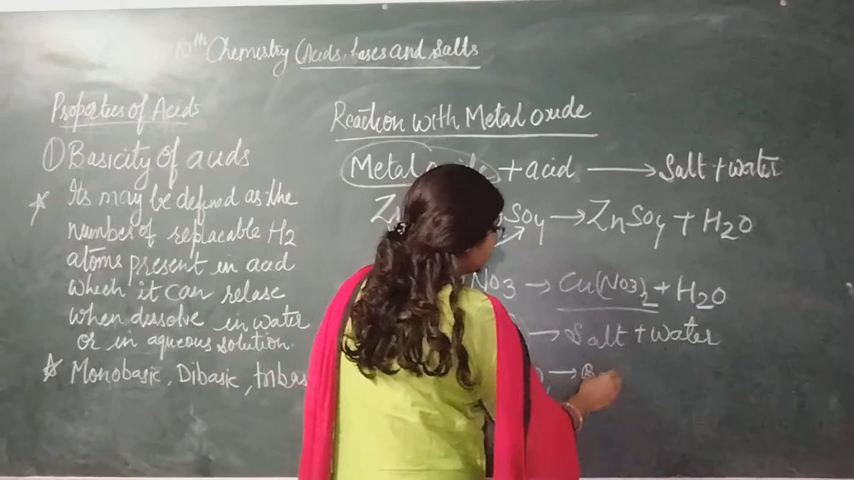 10th Chemistry (Acids, bases and Salts
Properties of Acids
① Basicity of acids
☆ Its may be defined as the
number of replacable H2
atoms present in acid
which it can relase
when dissolve in water
or in aqueous solution.
☆ Monobasic, Dibasic, tribas
Reaction with Metal oxide
Metal oxide + acid → Salt + water
Zn SO4 → ZnSO4 + H2O
NO3 → Cu(NO3)2 + H2O
→ Salt + water
→